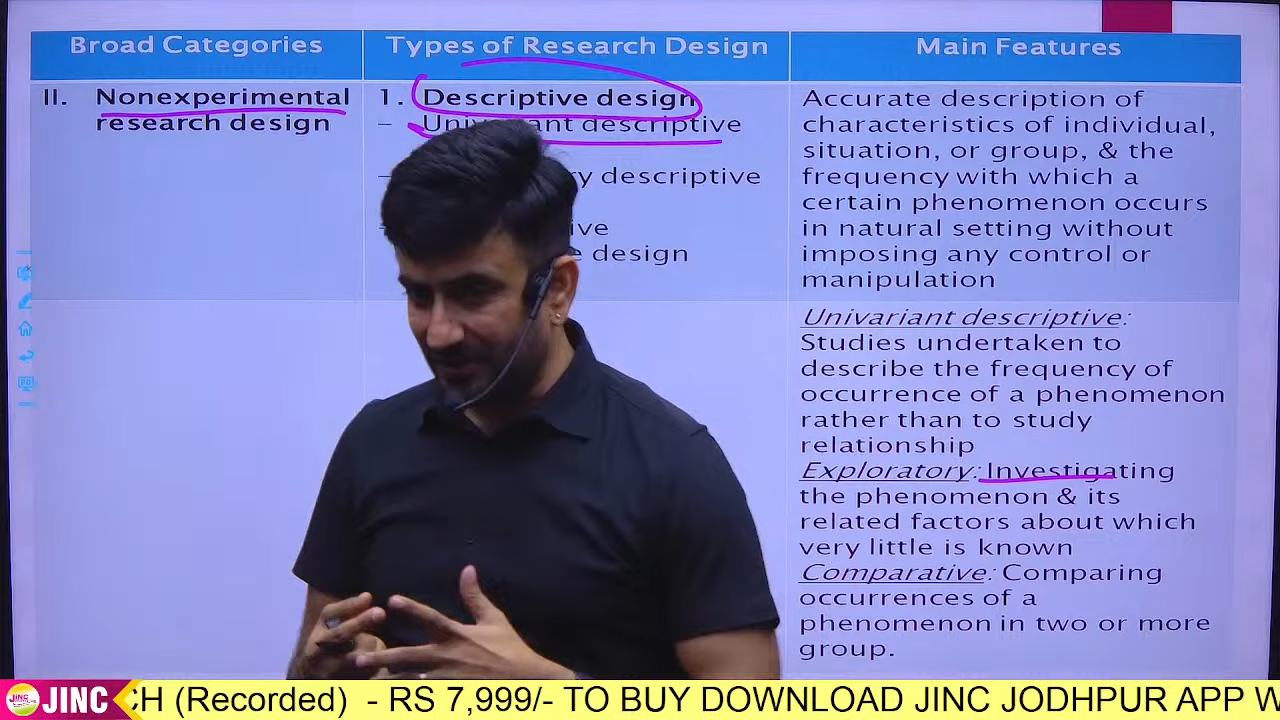 Broad Categories
Types of Research Design
Main Features
II. Nonexperimental
research design
1. Descriptive design
– Univariant descriptive
descriptive
design
Accurate description of
characteristics of individual,
situation, or group, & the
frequency with which a
certain phenomenon occurs
in natural setting without
imposing any control or
manipulation
Univariant descriptive:
Studies undertaken to
describe the frequency of
occurrence of a phenomenon
rather than to study
relationship
Exploratory: Investigating
the phenomenon & its
related factors about which
very little is known
Comparative: Comparing
occurrences of a
phenomenon in two or more
group.
JINC
CH (Recorded) - RS 7,999/- TO BUY DOWNLOAD JINC JODHPUR APP W